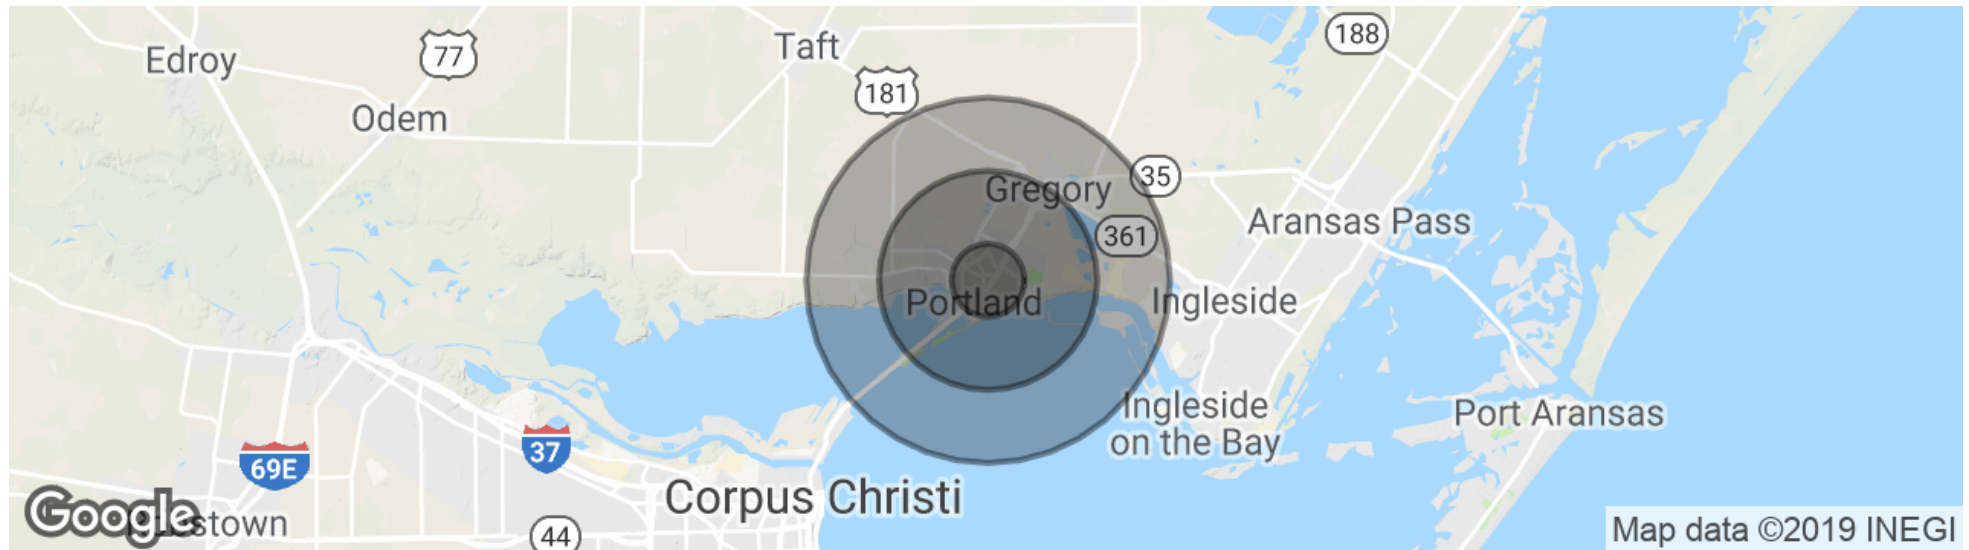 Edroy
77
Taft
188
181
Odem
Gregory
35
Aransas Pass
361
Portland
Ingleside
Ingleside
on the Bay
Port Aransas
37
69E
Corpus Christi
Google
stown
44
Map data ©2019 INEGI